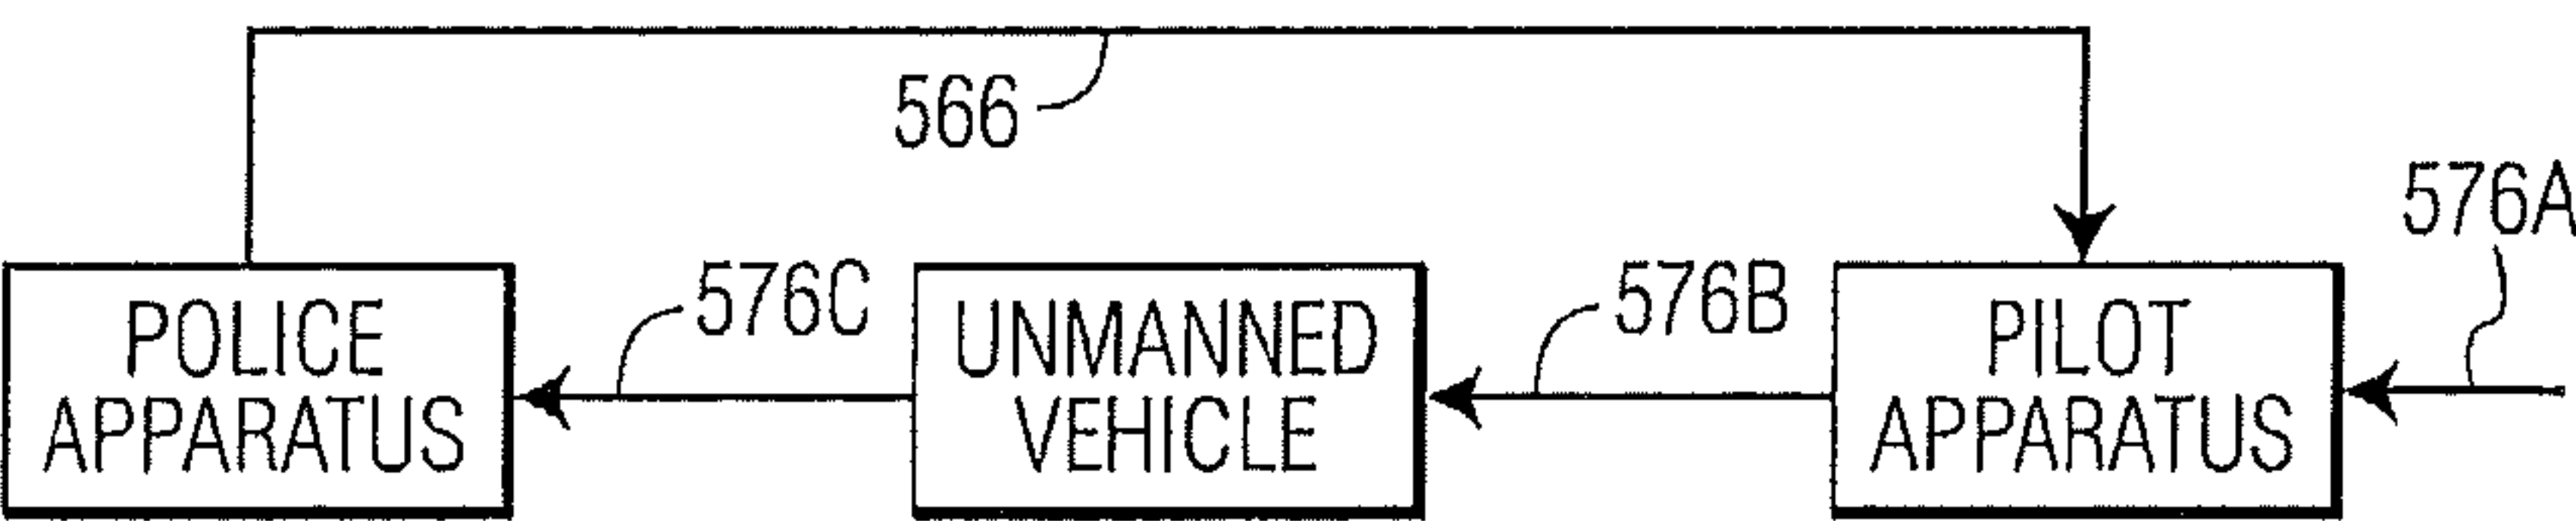 566
576A
POLICE
APPARATUS
576C
UNMANNED
VEHICLE
576B
PILOT
APPARATUS